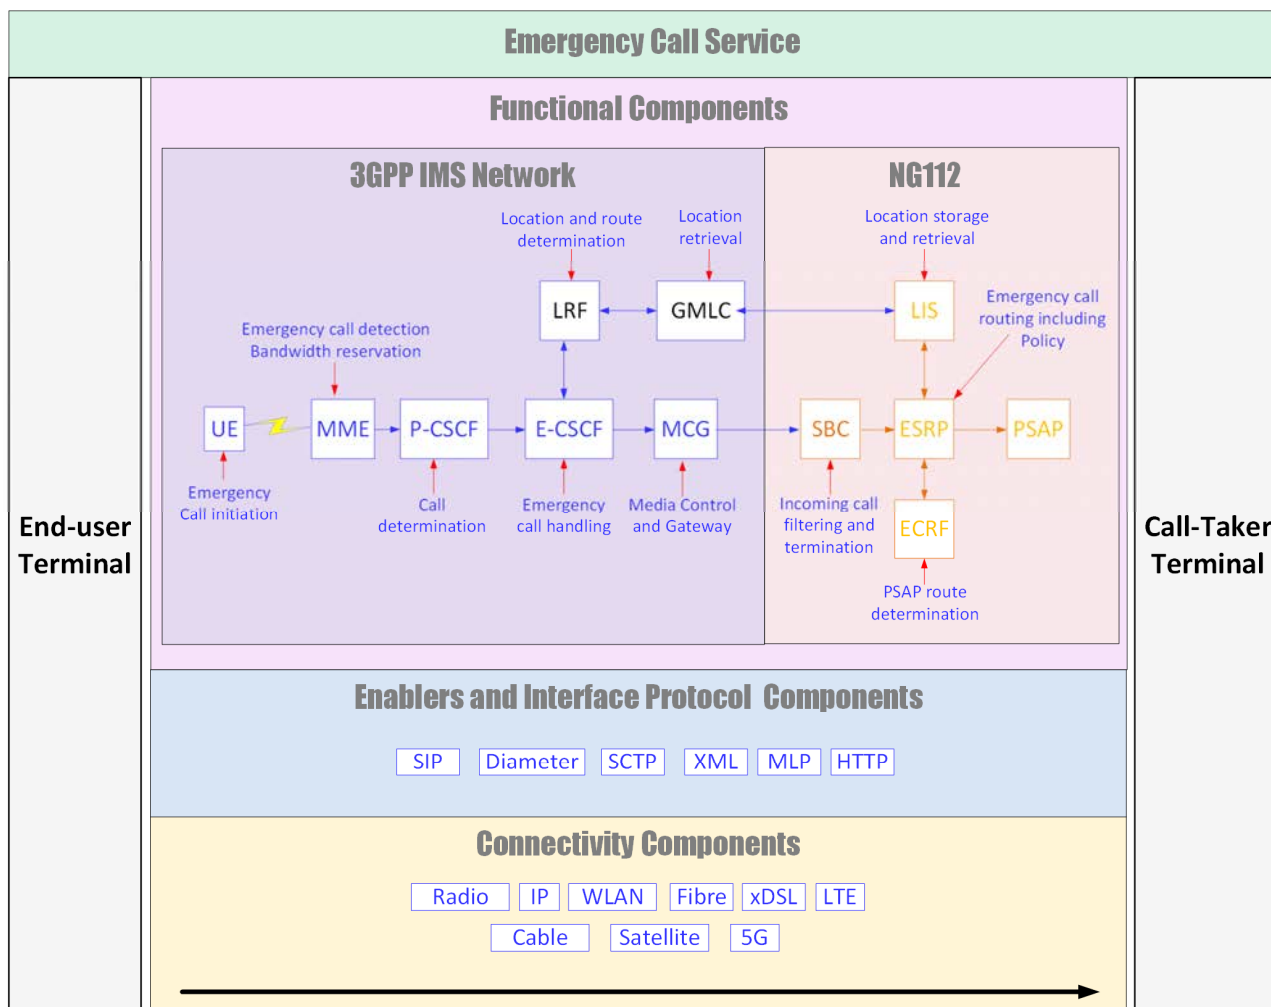 Emergency Call Service
Functional Components
3GPP IMS Network
NG112
Location and route
determination
Location
retrieval
Location storage
and retrieval
LRF
GMLC
LIS
Emergency call
routing including
Policy
Emergency call detection
Bandwidth reservation
UE
MME
P-CSCF
E-CSCF
MCG
SBC
ESRP
PSAP
Emergency
Call initiation
Call
determination
Emergency
call handling
Media Control
and Gateway
Incoming call
filtering and
termination
ECRF
PSAP route
determination
End-user
Terminal
Call-Taker
Terminal
Enablers and Interface Protocol Components
SIP
Diameter
SCTP
XML
MLP
HTTP
Connectivity Components
Radio
IP
WLAN
Fibre
xDSL
LTE
Cable
Satellite
5G